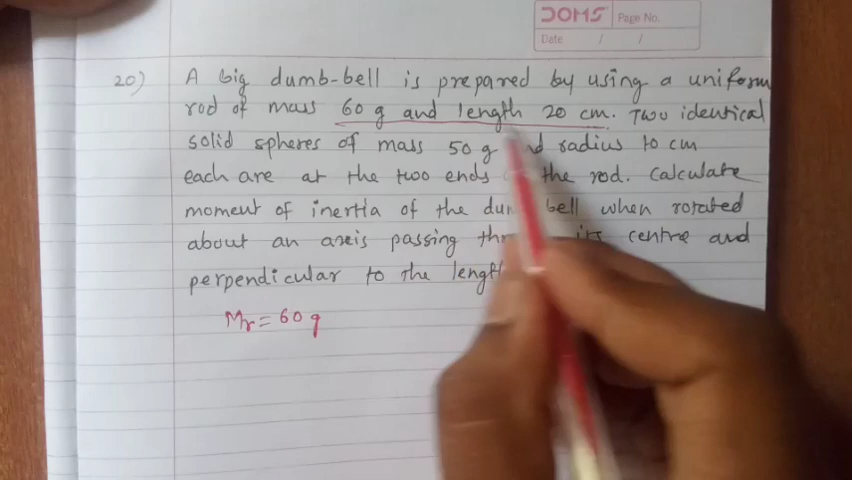 DOMS Page No.
Date / /
20) A big dumb-bell is prepared by using a uniform
rod of mass 60 g and length 20 cm. Two identical
solid spheres of mass 50 g radius 10 cm
each are at the two ends the rod. Calculate
moment of inertia of the bell when rotated
about an axis passing its centre and
perpendicular to the
Mr = 60 g